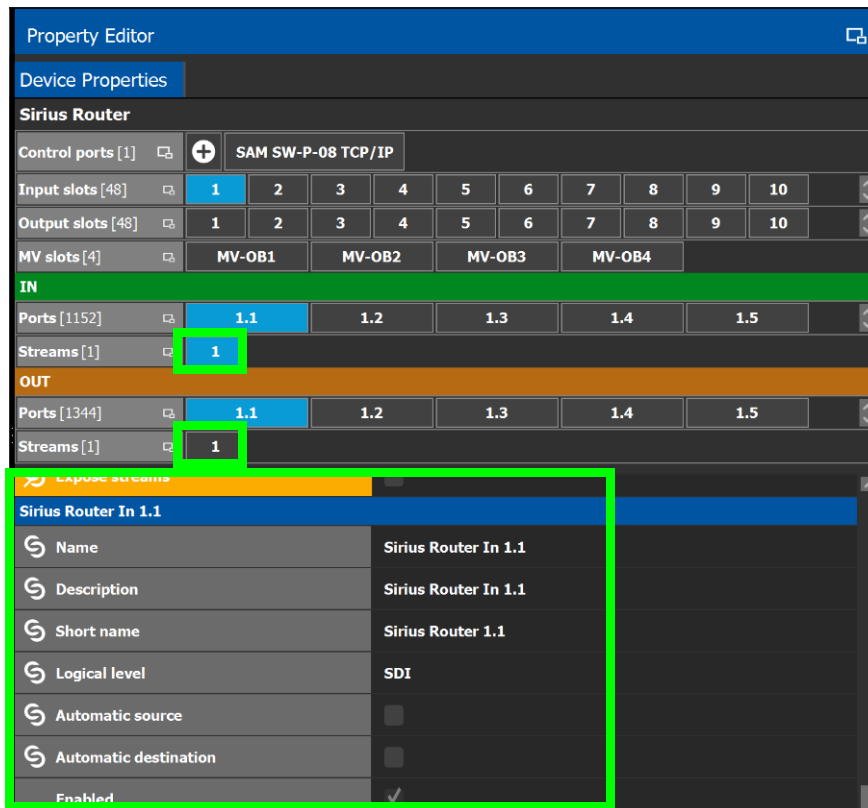 Property Editor
Device Properties
Sirius Router
Control ports [1] SAM SW-P-08 TCP/IP
Input slots [48] 1 2 3 4 5 6 7 8 9 10
Output slots [48] 1 2 3 4 5 6 7 8 9 10
MV slots [4] MV-OB1 MV-OB2 MV-OB3 MV-OB4
IN
Ports [1152] 1.1 1.2 1.3 1.4 1.5
Streams [1] 1
OUT
Ports [1344] 1.1 1.2 1.3 1.4 1.5
Streams [1] 1
Expose streams
Sirius Router In 1.1
Name Sirius Router In 1.1
Description Sirius Router In 1.1
Short name Sirius Router 1.1
Logical level SDI
Automatic source
Automatic destination
Enabled